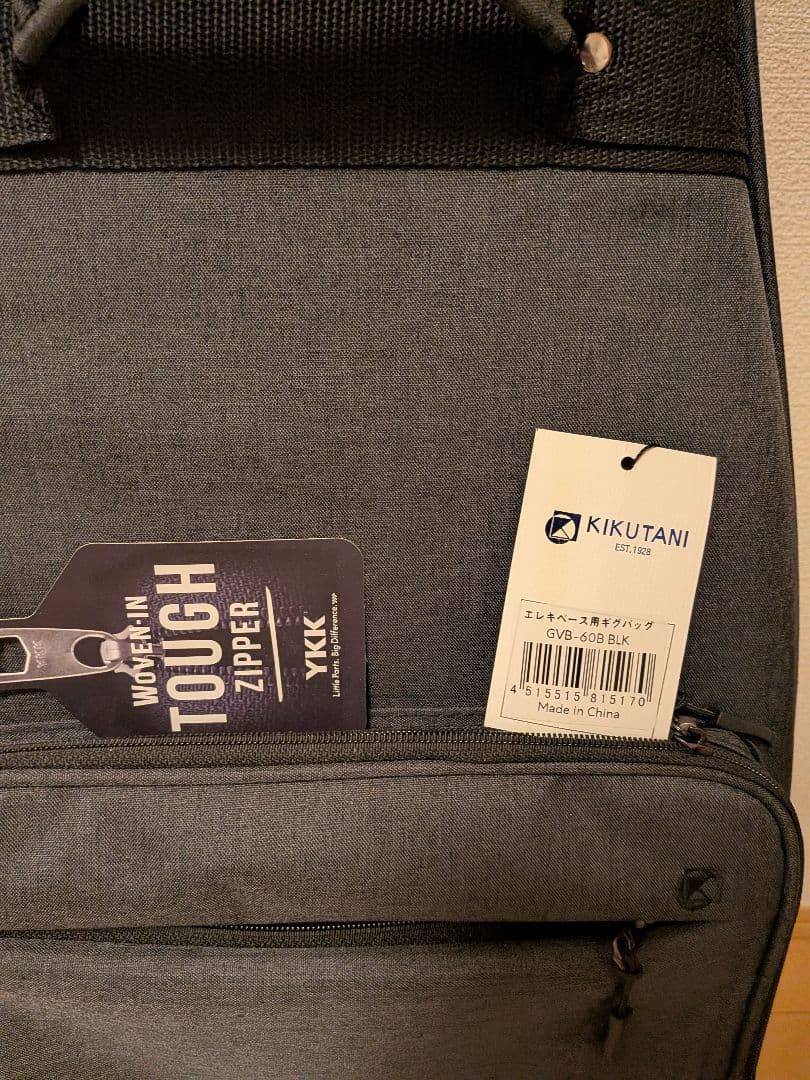 KIKUTANI
EST.1928
エレキベース用ギグバッグ
GVB-60B BLK
4 515515 815170
Made in China
WOVEN-IN
TOUGH
ZIPPER
YKK
Little Parts. Big Difference.
YKK